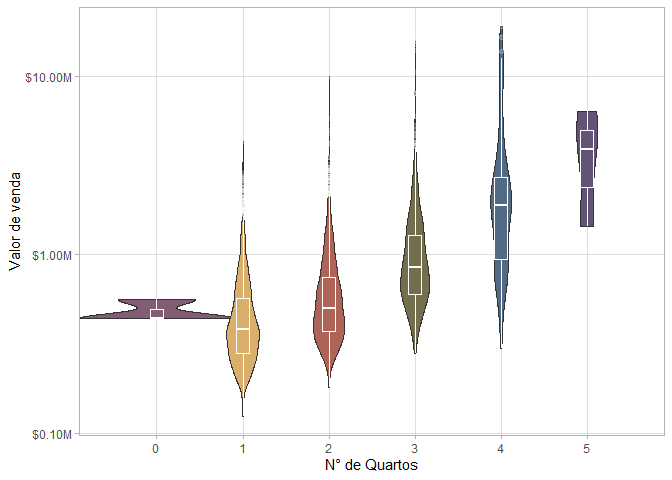 $10.00M
$1.00M
$0.10M
Valor de venda
0 1 2 3 4 5
N° de Quartos